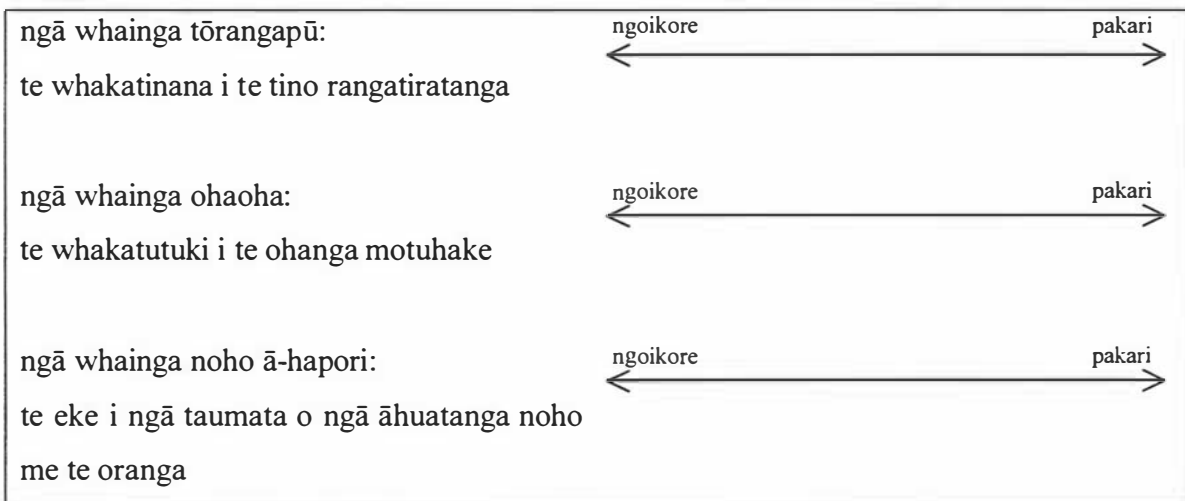 ngā whainga tōrangapū:
ngoikore pakari
te whakatinana i te tino rangatiratanga
ngā whainga ohaoha:
ngoikore pakari
te whakatutuki i te ohanga motuhake
ngā whainga noho ā-hapori:
ngoikore pakari
te eke i ngā taumata o ngā āhuatanga noho
me te oranga